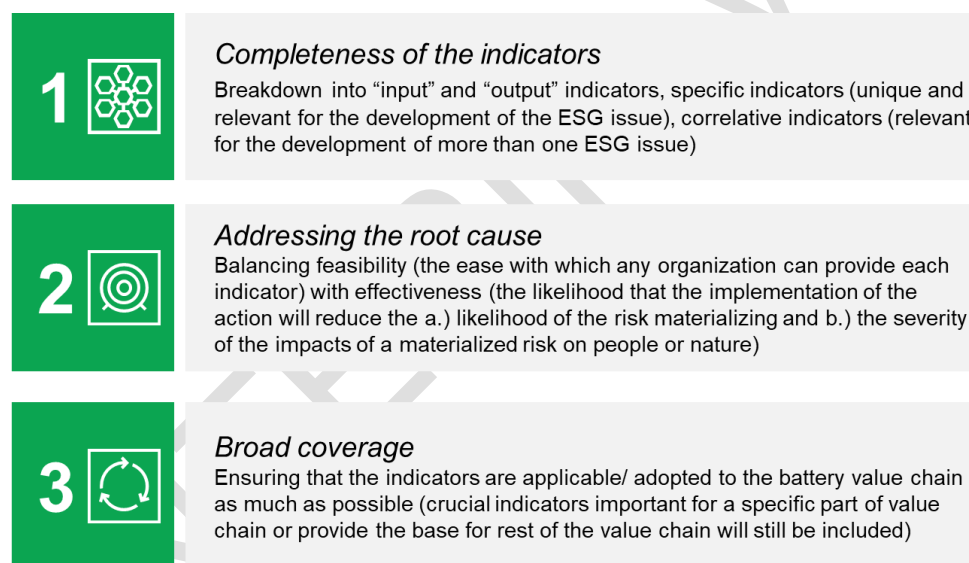 1
Completeness of the indicators
Breakdown into “input” and “output” indicators, specific indicators (unique and
relevant for the development of the ESG issue), correlative indicators (relevant
for the development of more than one ESG issue)
2
Addressing the root cause
Balancing feasibility (the ease with which any organization can provide each
indicator) with effectiveness (the likelihood that the implementation of the
action will reduce the a.) likelihood of the risk materializing and b.) the severity
of the impacts of a materialized risk on people or nature)
3
Broad coverage
Ensuring that the indicators are applicable/ adopted to the battery value chain
as much as possible (crucial indicators important for a specific part of value
chain or provide the base for rest of the value chain will still be included)